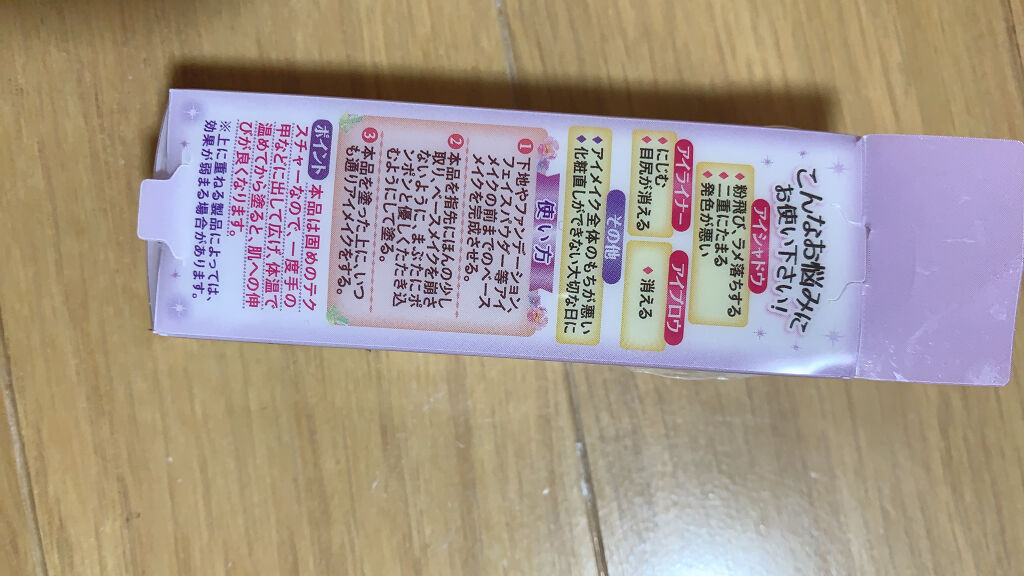 こんなお悩みに
お使い下さい!!
アイシャドウ
◆粉飛び、ラメ落ちする
◆二重にたまる
◆発色が悪い
アイライナー
◆にじむ
◆目尻が消える
アイブロウ
◆消える
その他
◆アイメイク全体のもちが悪い
◆化粧直しができない大切な日に
使い方
①下地やファンデーション、
フェイスパウダー等アイ
メイクの前までのベース
メイクを完成させる。
②本品を指先にほんの少し
取り、ベースメイクを崩さ
ないよう、まぶたにポ
ンポンと優しくたたき込
むようにして塗る。
③本品を塗った上に、いつ
も通りアイメイクをする。
ポイント 本品は固めのテク
スチャーなので、一度手の
甲などに出して広げ、体温で
温めてから塗ると、肌への伸
びが良くなります。
※上に重ねる製品によっては、
効果が弱まる場合があります。